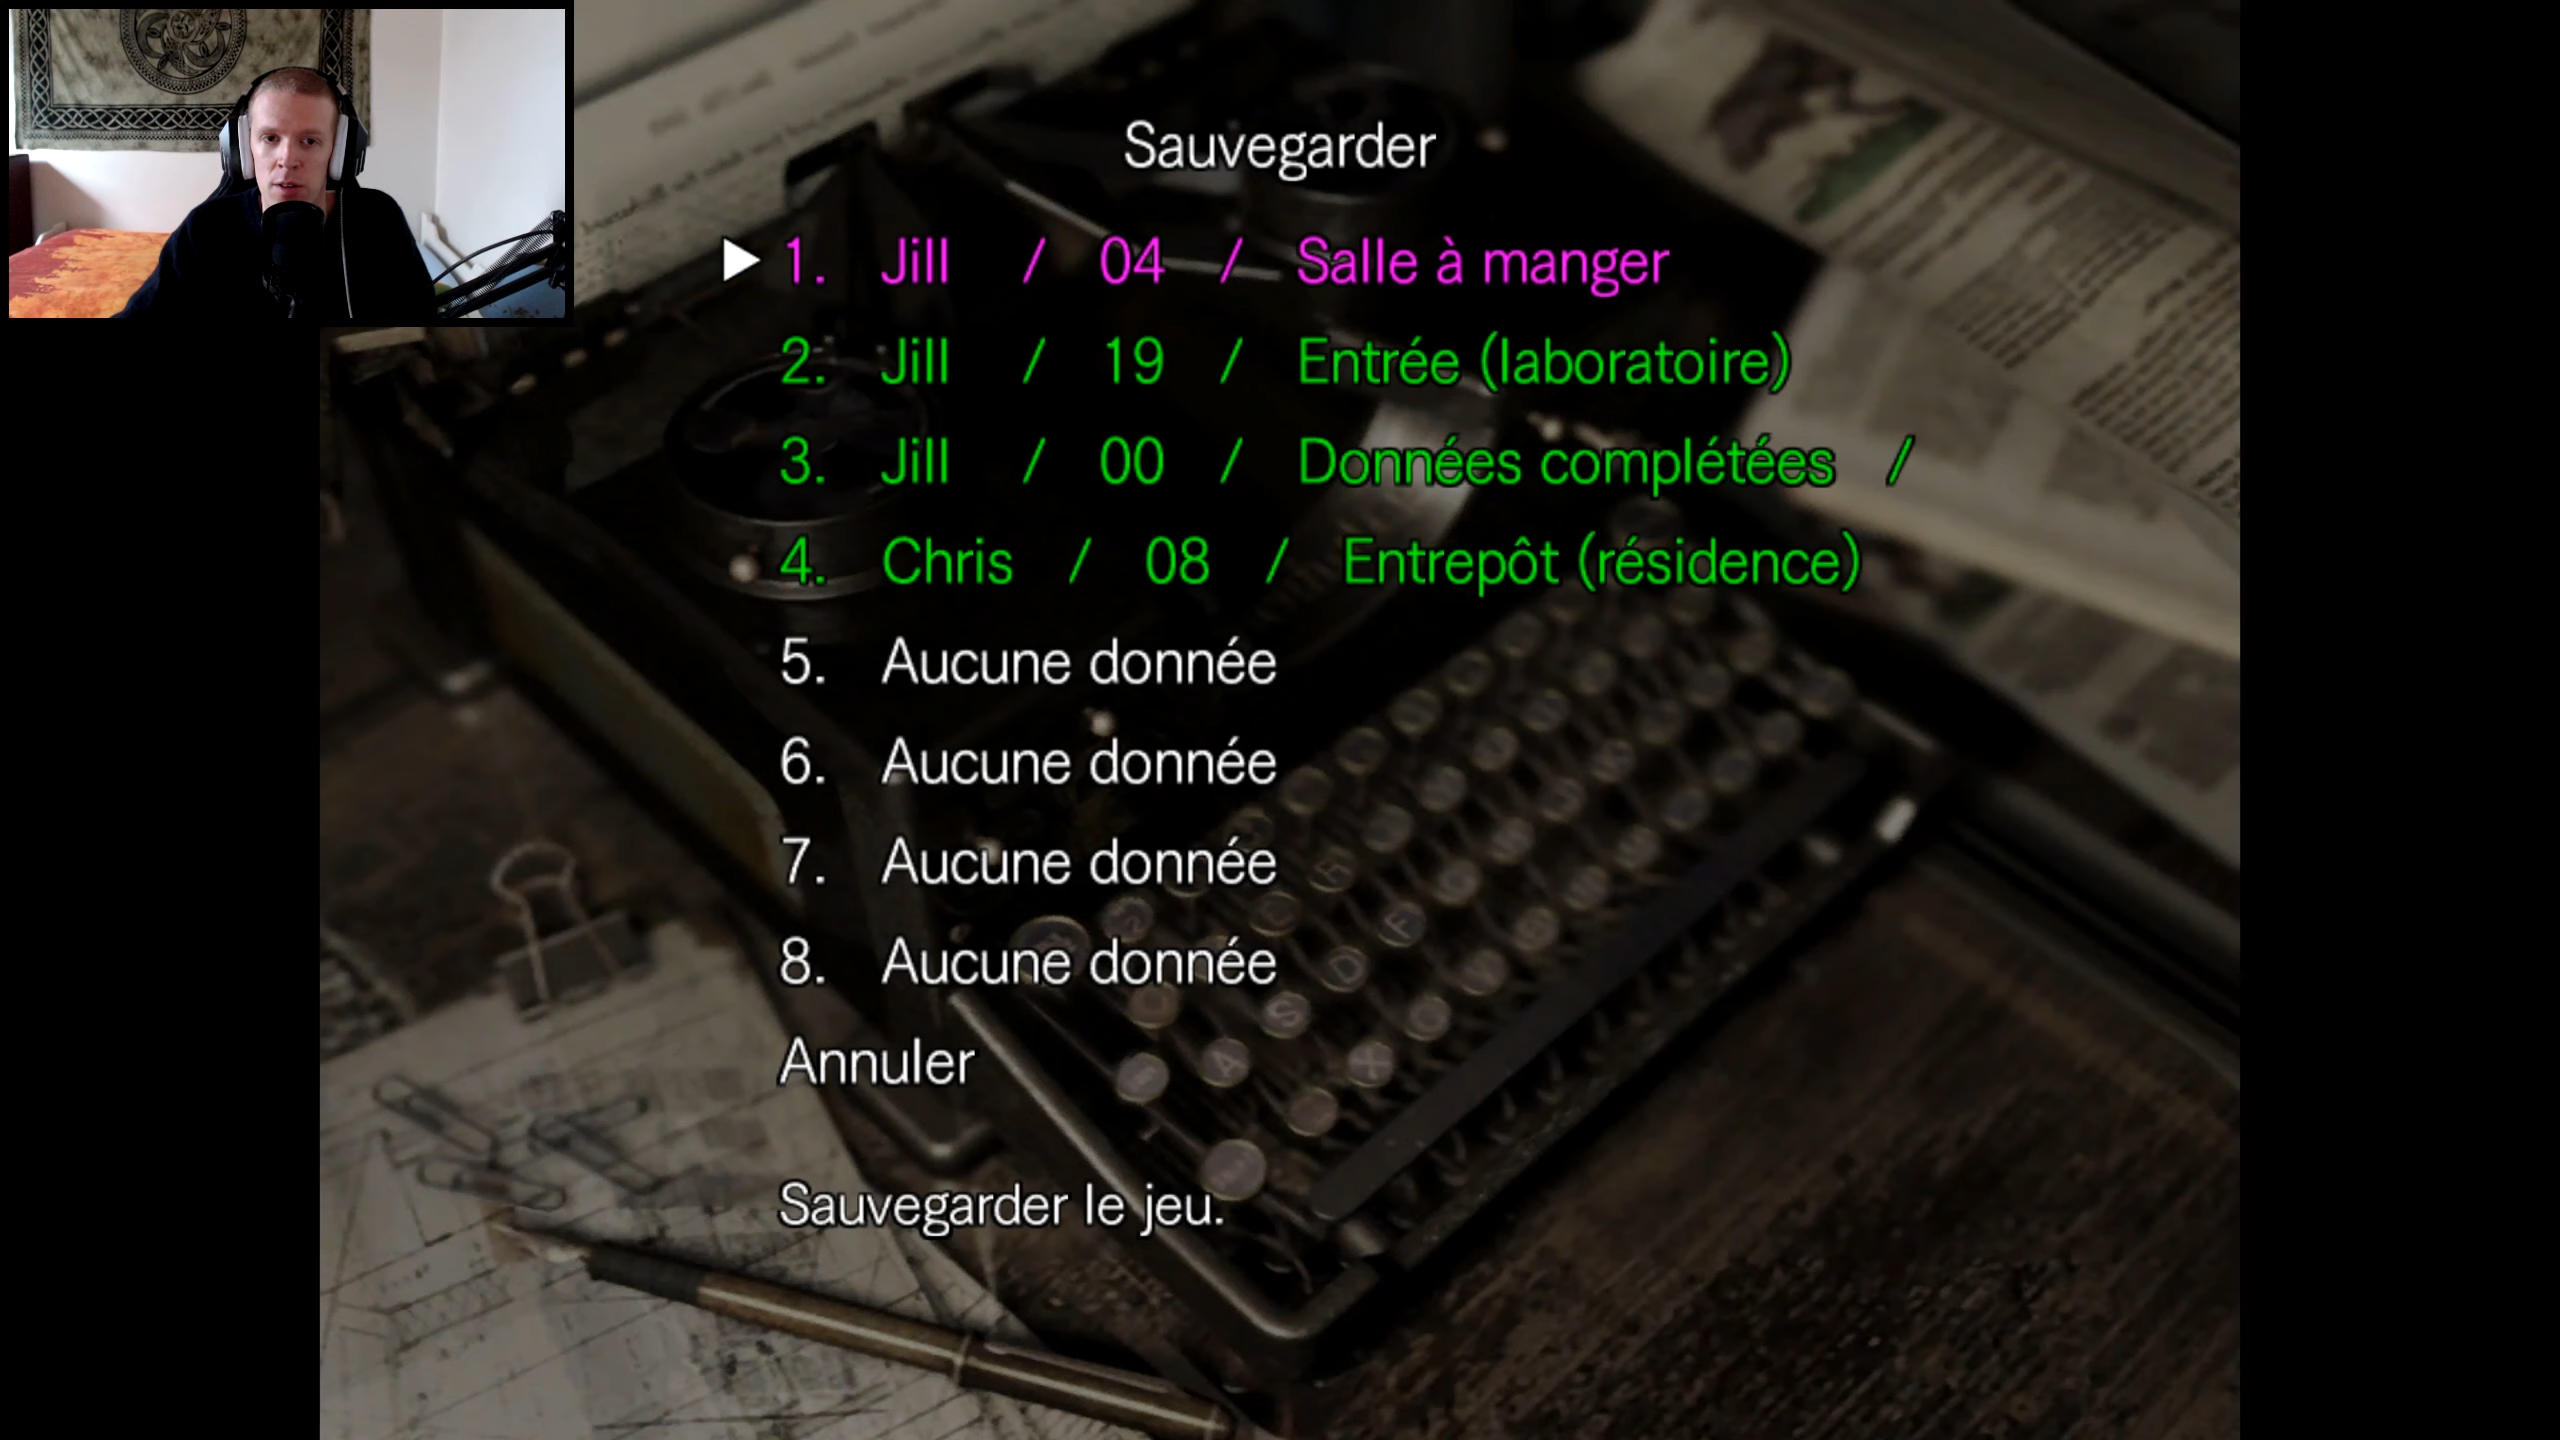 Sauvegarder
1. Jill / 04 / Salle à manger
2. Jill / 19 / Entrée (laboratoire)
3. Jill / 00 / Données complétées /
4. Chris / 08 / Entrepôt (résidence)
5. Aucune donnée
6. Aucune donnée
7. Aucune donnée
8. Aucune donnée
Annuler
Sauvegarder le jeu.